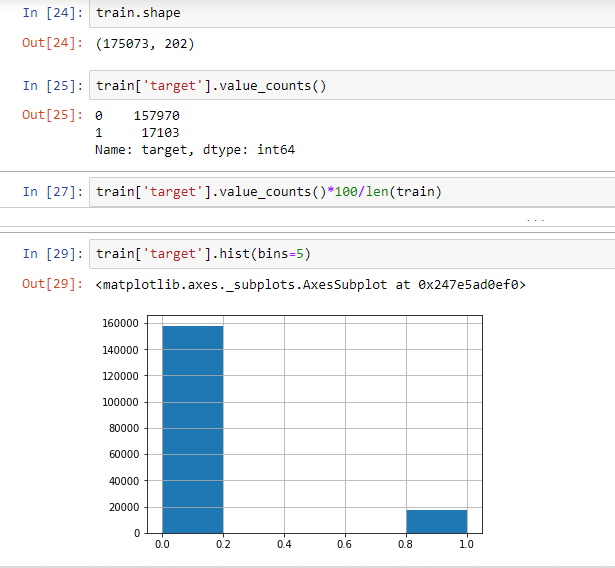 In [24]: train.shape
Out[24]: (175073, 202)
In [25]: train['target'].value_counts()
Out[25]: 0    157970
1     17103
Name: target, dtype: int64
In [27]: train['target'].value_counts()*100/len(train)
...
In [29]: train['target'].hist(bins=5)
Out[29]: <matplotlib.axes._subplots.AxesSubplot at 0x247e5ad0ef0>
160000
140000
120000
100000
80000
60000
40000
20000
0
0.0 0.2 0.4 0.6 0.8 1.0